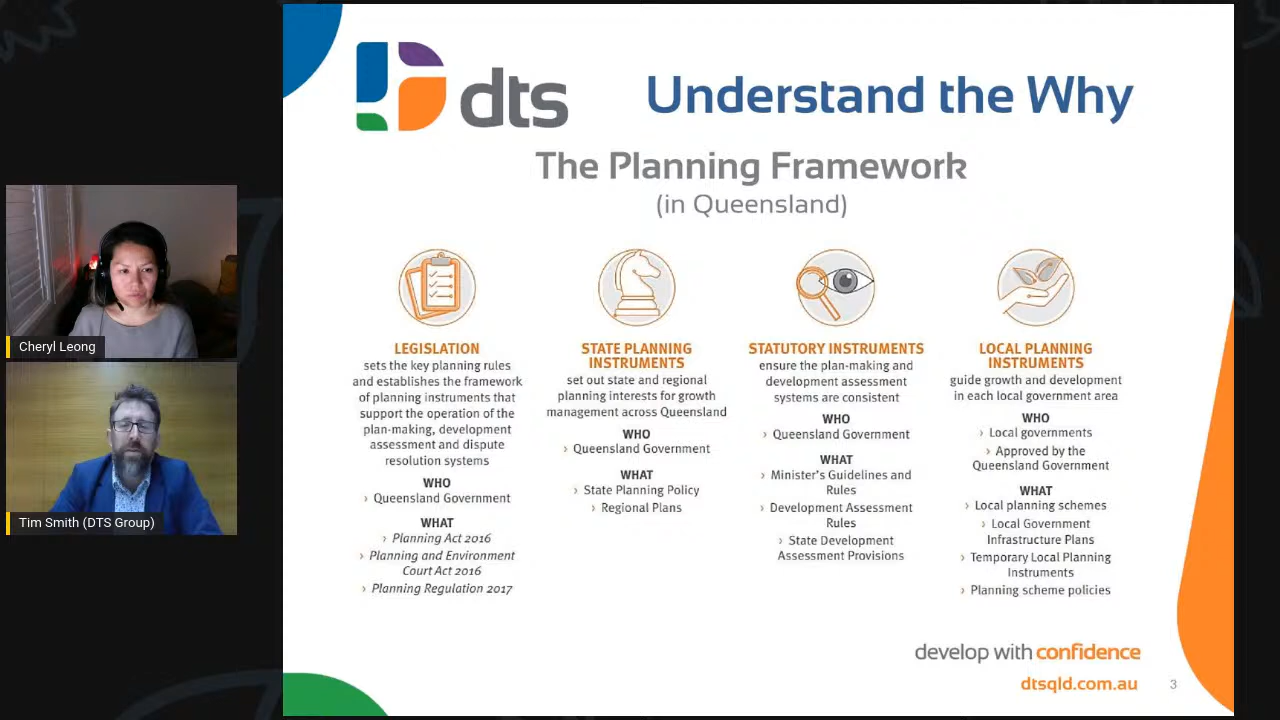 dts
Understand the Why
The Planning Framework
(in Queensland)
LEGISLATION
sets the key planning rules
and establishes the framework
of planning instruments that
support the operation of the
plan-making, development
assessment and dispute
resolution systems
WHO
› Queensland Government
WHAT
› Planning Act 2016
› Planning and Environment
Court Act 2016
› Planning Regulation 2017
STATE PLANNING
INSTRUMENTS
set out state and regional
planning interests for growth
management across Queensland
WHO
› Queensland Government
WHAT
› State Planning Policy
› Regional Plans
STATUTORY INSTRUMENTS
ensure the plan-making and
development assessment
systems are consistent
WHO
› Queensland Government
WHAT
› Minister's Guidelines and
Rules
› Development Assessment
Rules
› State Development
Assessment Provisions
LOCAL PLANNING
INSTRUMENTS
guide growth and development
in each local government area
WHO
› Local governments
› Approved by the
Queensland Government
WHAT
› Local planning schemes
› Local Government
Infrastructure Plans
› Temporary Local Planning
Instruments
› Planning scheme policies
develop with confidence
dtsqld.com.au
3
Cheryl Leong
Tim Smith (DTS Group)